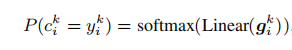 P(c_i^k = y_i^k) = softmax(Linear(g_i^k)).